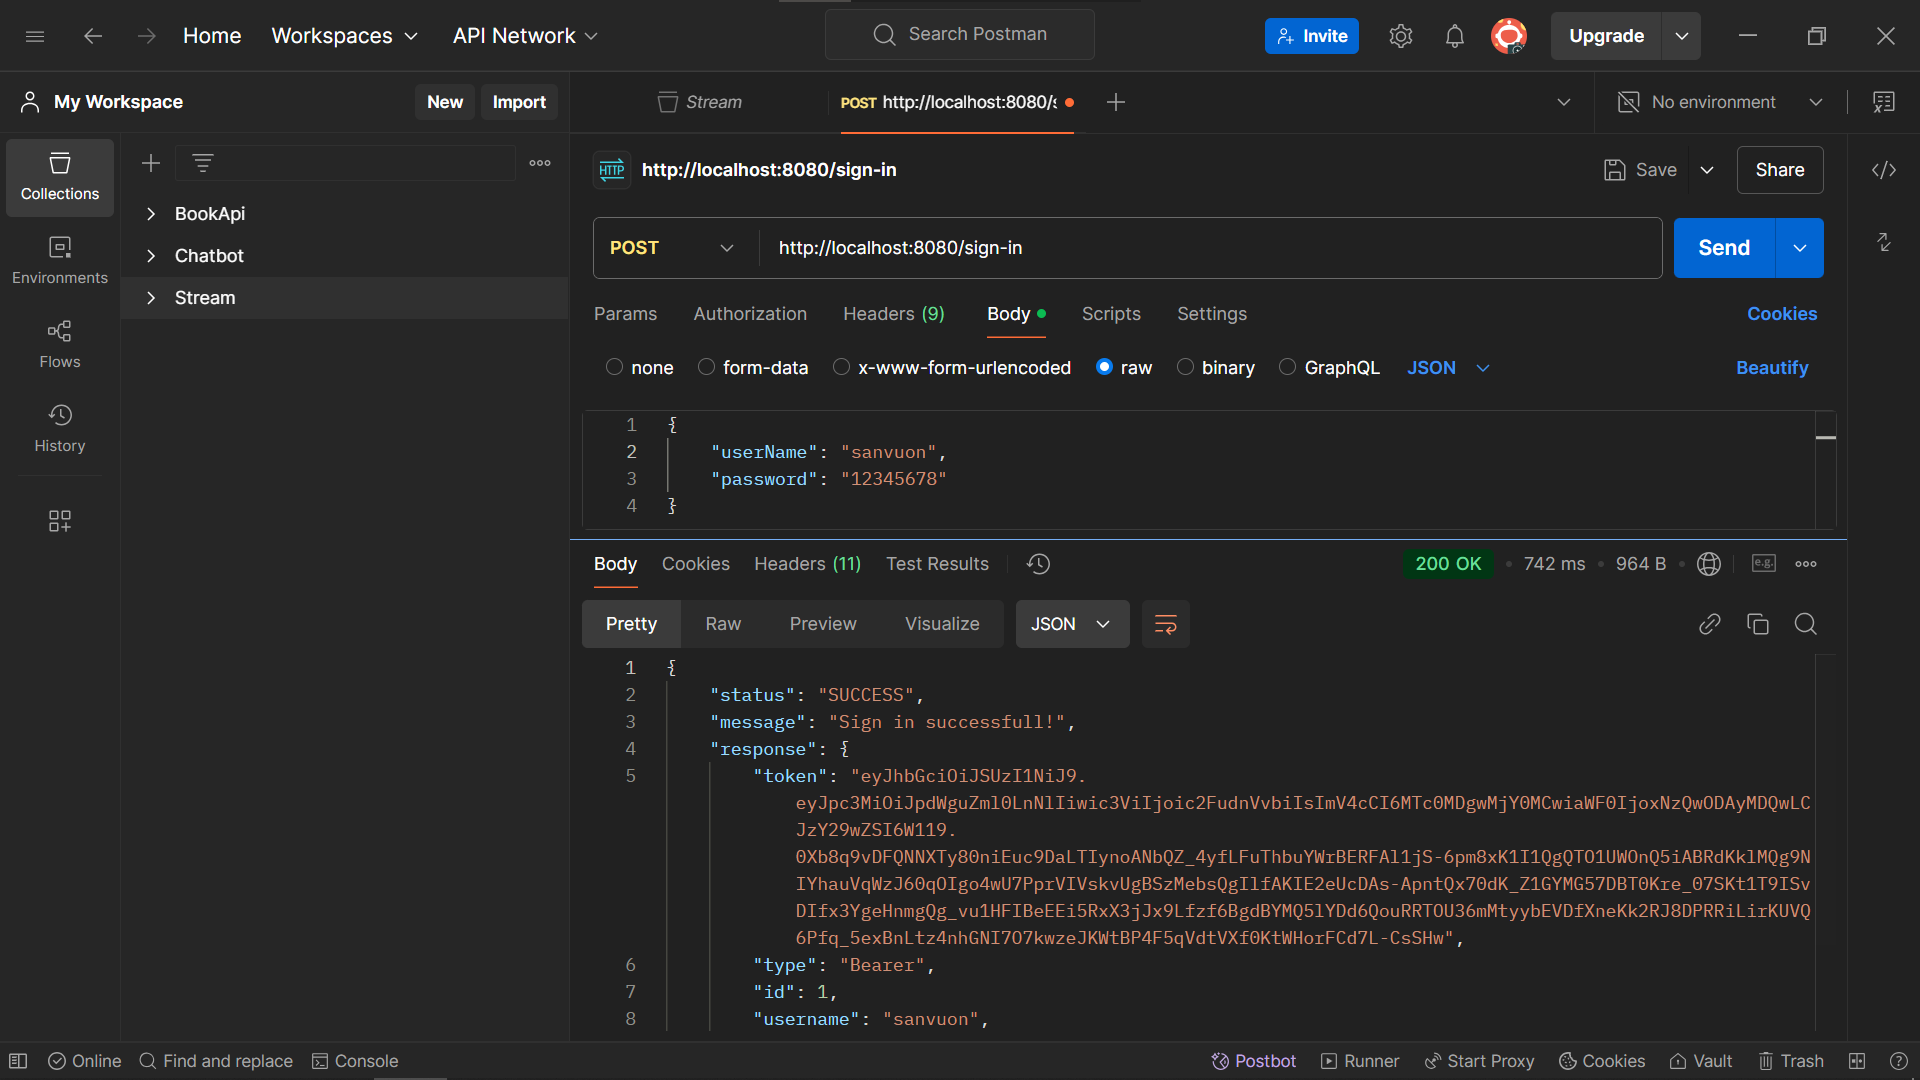 Home
Workspaces
API Network
Search Postman
Invite
Upgrade
My Workspace
New
Import
Stream
POST http://localhost:8080/s
No environment
Collections
Environments
Flows
History
BookApi
Chatbot
Stream
HTTP
http://localhost:8080/sign-in
Save
Share
POST
http://localhost:8080/sign-in
Send
Params
Authorization
Headers (9)
Body
Scripts
Settings
Cookies
none
form-data
x-www-form-urlencoded
raw
binary
GraphQL
JSON
Beautify
1 {
2 "userName": "sanvuon",
3 "password": "12345678"
4 }
Body
Cookies
Headers (11)
Test Results
200 OK
742 ms
964 B
e.g.
Pretty
Raw
Preview
Visualize
JSON
1 {
2 "status": "SUCCESS",
3 "message": "Sign in successfull!",
4 "response": {
5 "token": "eyJhbGciOiJSUzI1NiJ9.
eyJpc3MiOiJpdWguZml0LnNlIiwic3ViIjoic2FudnVvbiIsImV4cCI6MTc0MDgwMjY0MCwiaWF0IjoxNzQwODAyMDQwLC
JzY29wZSI6W119.
0Xb8q9vDFQNNXTy80niEuc9DaLTIynoANbQZ_4yfLFuThbuYWrBERFAl1jS-6pm8xK1I1QgQTO1UWOnQ5iABRdKklMQg9N
IYhauVqWzJ60qOIgo4wU7PprVIVskvUgBSzMebsQgIlfAKIE2eUcDAs-ApntQx70dK_Z1GYMG57DBT0Kre_07SKt1T9ISv
DIfx3YgeHnmgQg_vu1HFIBeEEi5RxX3jJx9Lfzf6BgdBYMQ5lYDd6QouRRTOU36mMtyybEVDfXneKk2RJ8DPRRiLirKUVQ
6Pfq_5exBnLtz4nhGNI7O7kwzeJKWtBP4F5qVdtVXf0KtWHorFCd7L-CsSHw",
6 "type": "Bearer",
7 "id": 1,
8 "username": "sanvuon",
Online
Find and replace
Console
Postbot
Runner
Start Proxy
Cookies
Vault
Trash